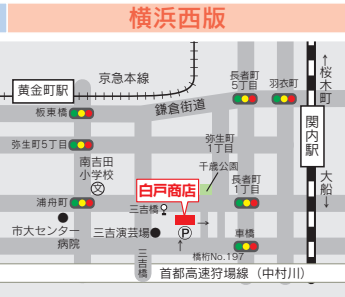 横浜西版
黄金町駅
京急本線
鎌倉街道
長者町
5丁目
羽衣町
↑桜木町
関内駅
大船↓
板東橋
弥生町5丁目
弥生町
1丁目
南吉田
小学校
文
千歳公園
白戸商店
長者町
1丁目
浦舟町
三吉橋
市大センター
病院
三吉演芸場
P
車橋
三吉橋
橋桁No.197
首都高速狩場線(中村川)